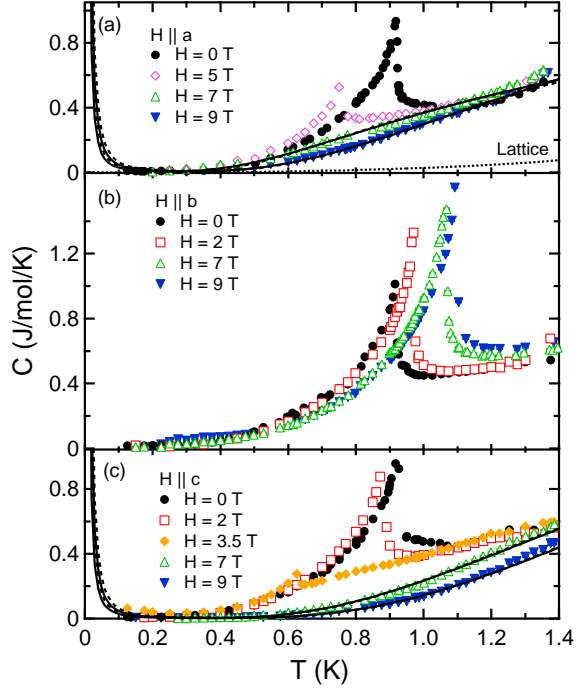 (a)
H || a
H = 0 T
H = 5 T
H = 7 T
H = 9 T
Lattice
0.8
0.4
0
(b)
H || b
H = 0 T
H = 2 T
H = 7 T
H = 9 T
1.2
0.8
0.4
0
C (J/mol/K)
(c)
H || c
H = 0 T
H = 2 T
H = 3.5 T
H = 7 T
H = 9 T
0.8
0.4
0
0 0.2 0.4 0.6 0.8 1.0 1.2 1.4
T (K)